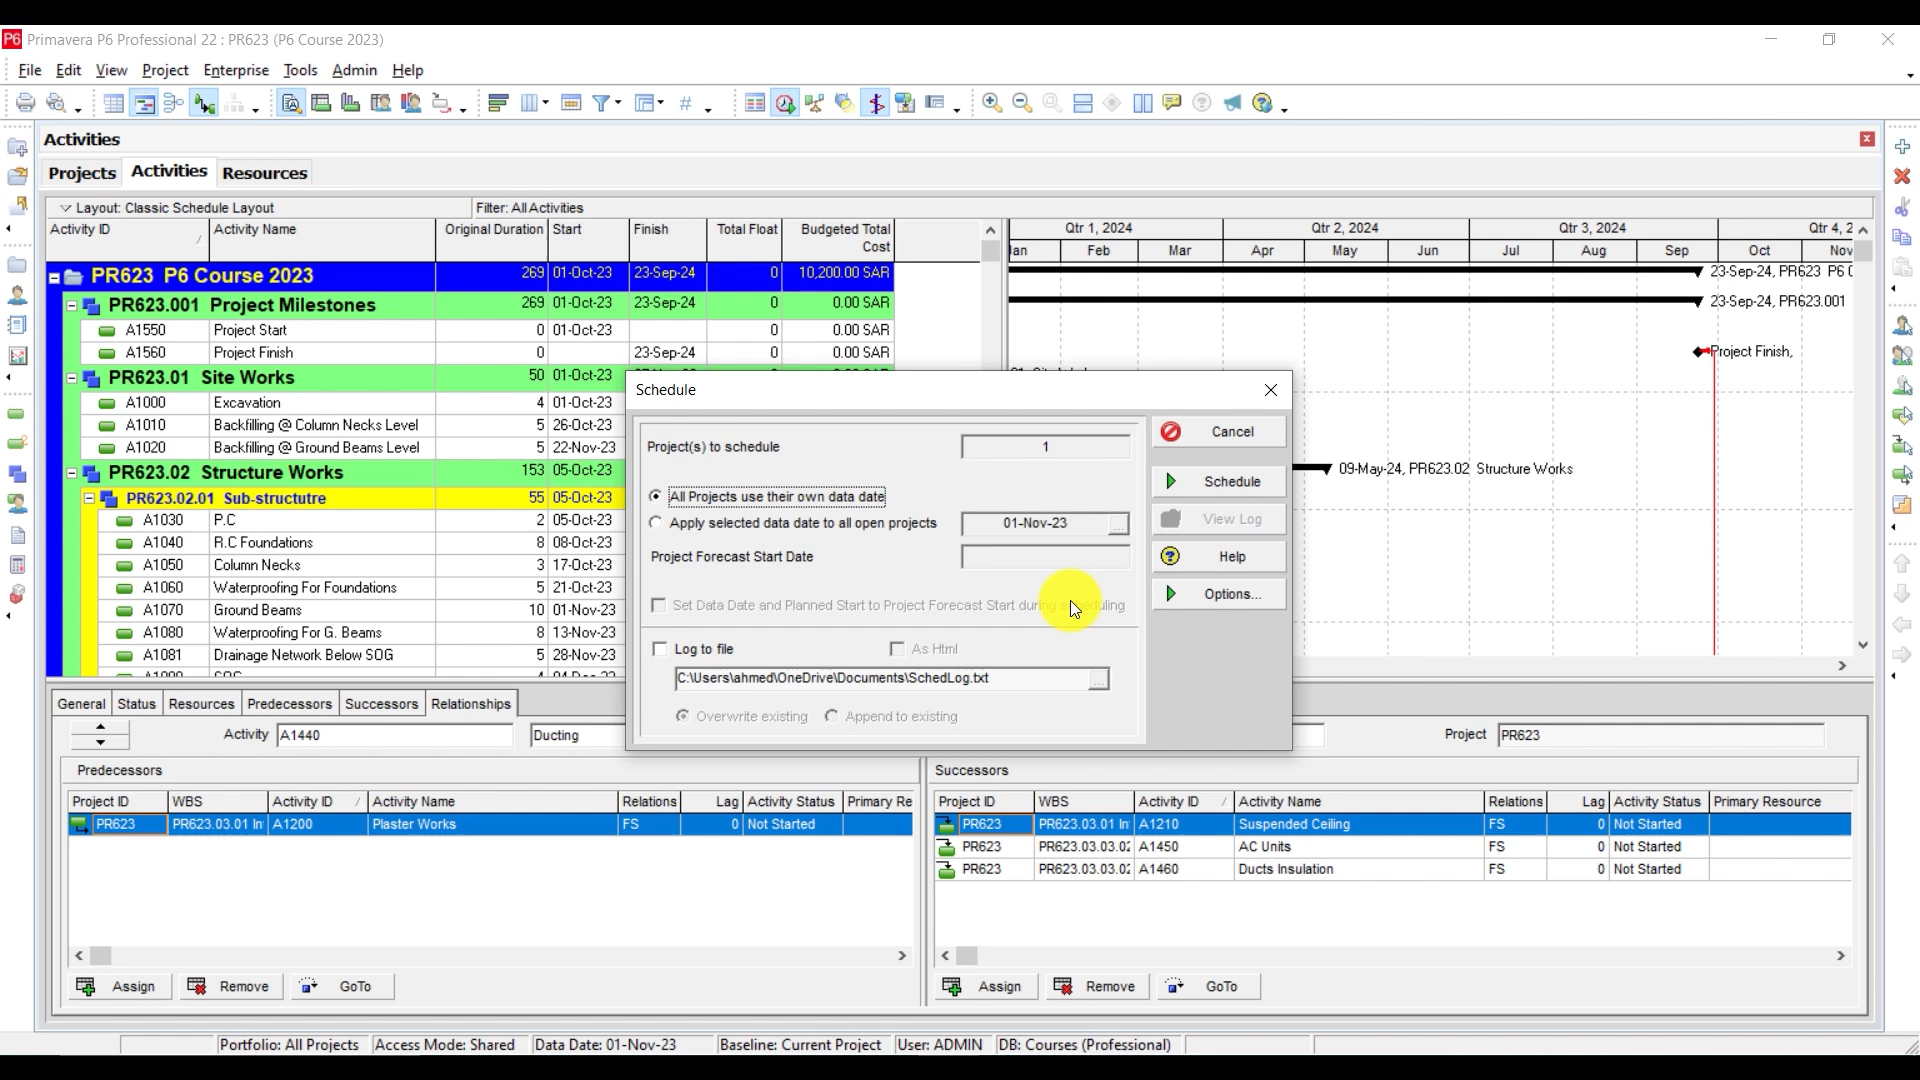 P6 Primavera P6 Professional 22 : PR623 (P6 Course 2023)
File Edit View Project Enterprise Tools Admin Help
Activities
Projects Activities Resources
Layout: Classic Schedule Layout Filter: All Activities
Activity ID Activity Name Original Duration Start Finish Total Float Budgeted Total Cost
Qtr 1, 2024 Qtr 2, 2024 Qtr 3, 2024 Qtr 4, 2
Feb Mar Apr May Jun Jul Aug Sep Oct Nov
PR623 P6 Course 2023 269 01-Oct-23 23-Sep-24 0 10,200.00 SAR 23-Sep-24, PR623 P6
PR623.001 Project Milestones 269 01-Oct-23 23-Sep-24 0 0.00 SAR 23-Sep-24, PR623.001
A1550 Project Start 0 01-Oct-23 0 0.00 SAR
A1560 Project Finish 0 23-Sep-24 0 0.00 SAR Project Finish,
PR623.01 Site Works 50 01-Oct-23
A1000 Excavation 4 01-Oct-23
A1010 Backfilling @ Column Necks Level 5 26-Oct-23
A1020 Backfilling @ Ground Beams Level 5 22-Nov-23
PR623.02 Structure Works 153 05-Oct-23 09-May-24, PR623.02 Structure Works
PR623.02.01 Sub-structutre 55 05-Oct-23
A1030 P.C 2 05-Oct-23
A1040 R.C Foundations 8 08-Oct-23
A1050 Column Necks 3 17-Oct-23
A1060 Waterproofing For Foundations 5 21-Oct-23
A1070 Ground Beams 10 01-Nov-23
A1080 Waterproofing For G. Beams 8 13-Nov-23
A1081 Drainage Network Below SOG 5 28-Nov-23
Schedule
Project(s) to schedule 1
All Projects use their own data date
Apply selected data date to all open projects 01-Nov-23 ...
Project Forecast Start Date
Set Data Date and Planned Start to Project Forecast Start during scheduling
Log to file As Html
C:\Users\ahmed\OneDrive\Documents\SchedLog.txt ...
Overwrite existing Append to existing
Cancel
Schedule
View Log
Help
Options...
General Status Resources Predecessors Successors Relationships
Activity A1440 Ducting Project PR623
Predecessors
Project ID WBS Activity ID Activity Name Relations Lag Activity Status Primary Re
PR623 PR623.03.01 In A1200 Plaster Works FS 0 Not Started
Assign Remove GoTo
Successors
Project ID WBS Activity ID Activity Name Relations Lag Activity Status Primary Resource
PR623 PR623.03.01 In A1210 Suspended Ceiling FS 0 Not Started
PR623 PR623.03.03.02 A1450 AC Units FS 0 Not Started
PR623 PR623.03.03.02 A1460 Ducts Insulation FS 0 Not Started
Assign Remove GoTo
Portfolio: All Projects Access Mode: Shared Data Date: 01-Nov-23 Baseline: Current Project User: ADMIN DB: Courses (Professional)